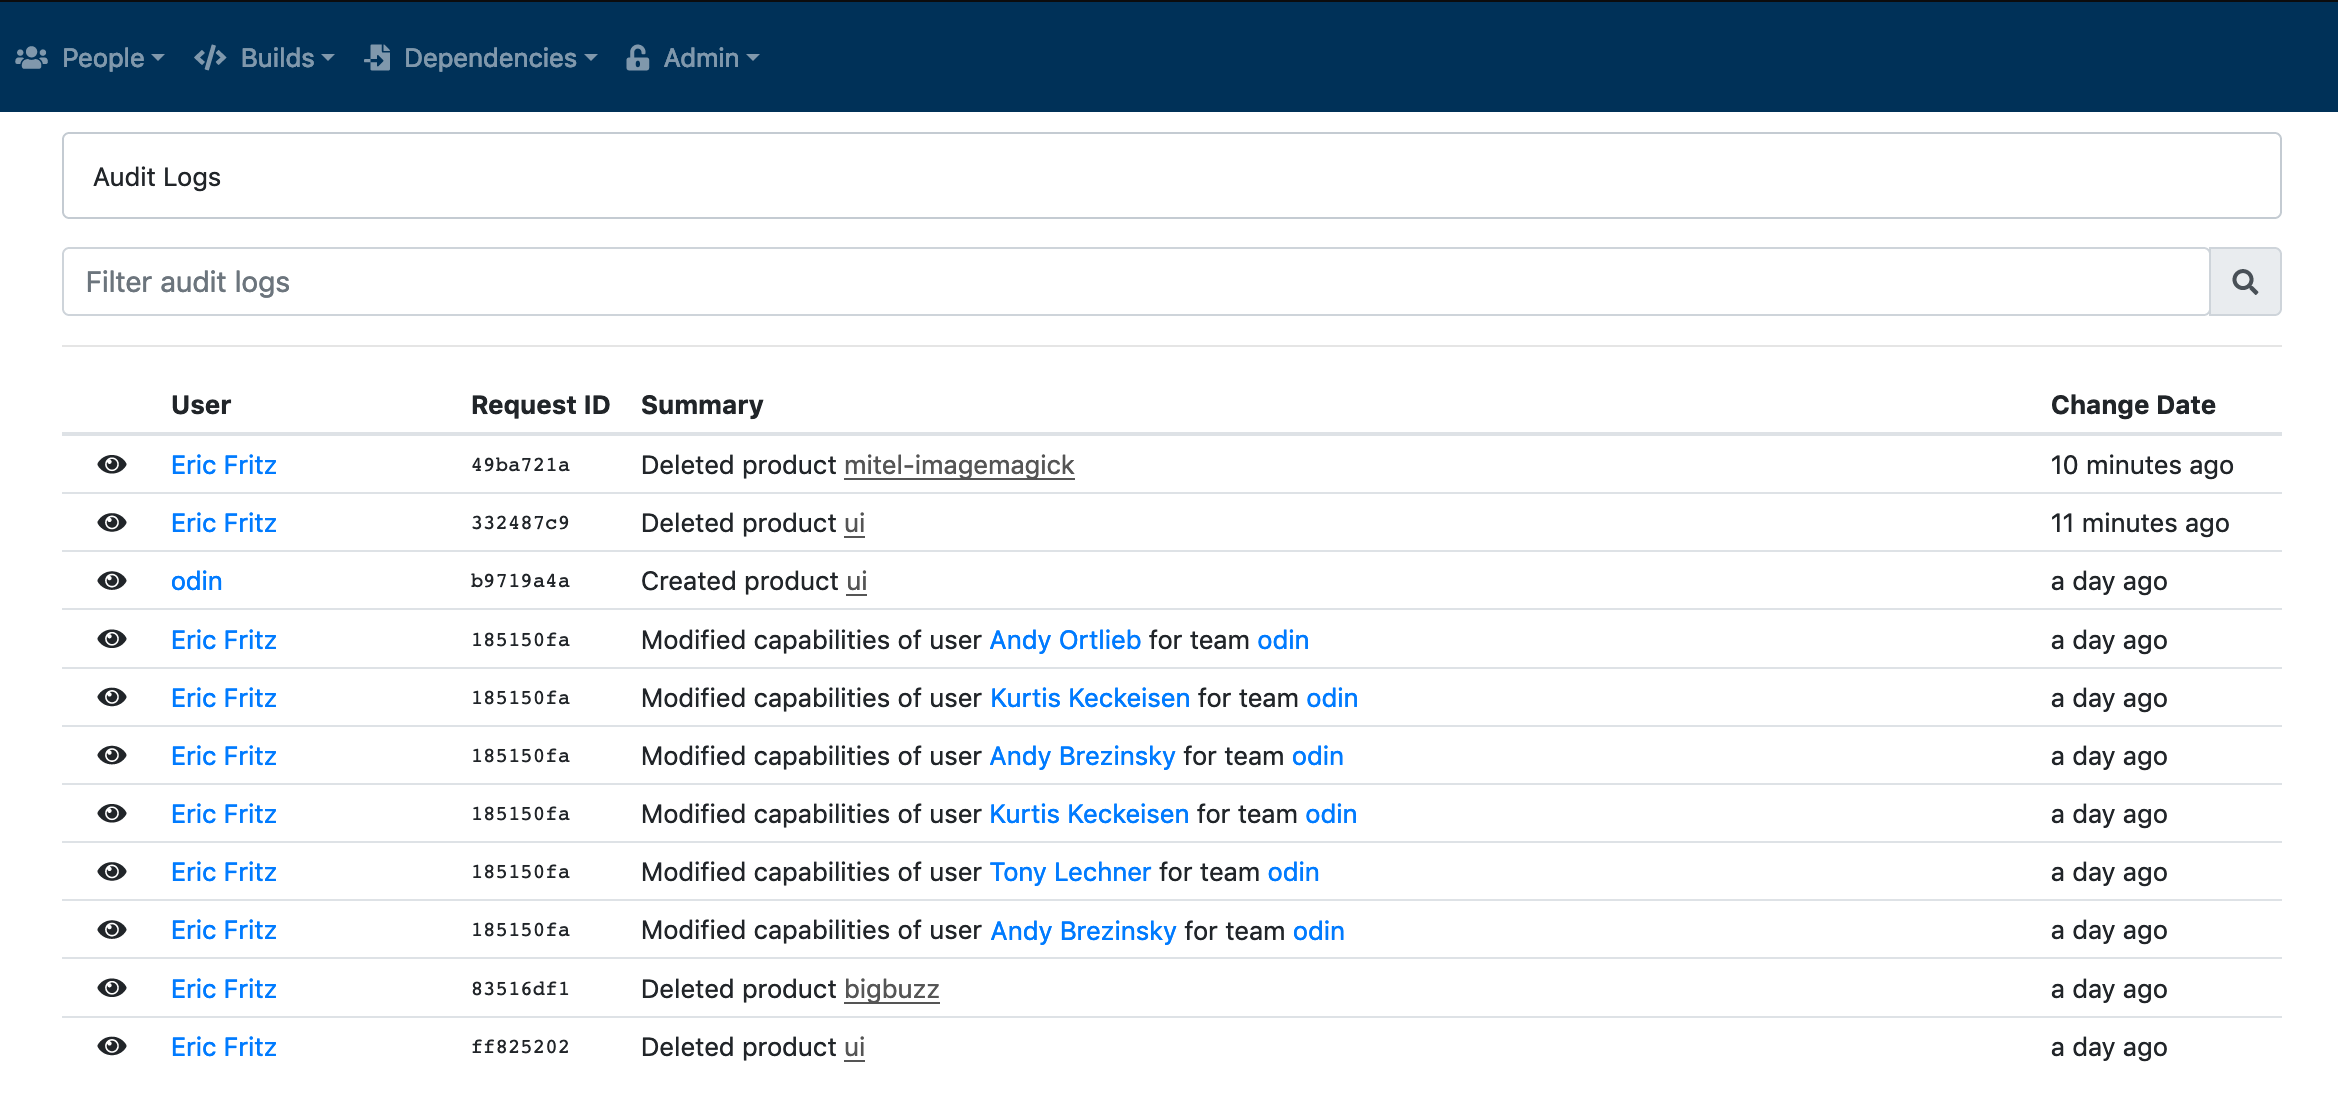 People Builds Dependencies Admin
Audit Logs
Filter audit logs
User Request ID Summary Change Date
Eric Fritz 49ba721a Deleted product mitel-imagemagick 10 minutes ago
Eric Fritz 332487c9 Deleted product ui 11 minutes ago
odin b9719a4a Created product ui a day ago
Eric Fritz 185150fa Modified capabilities of user Andy Ortlieb for team odin a day ago
Eric Fritz 185150fa Modified capabilities of user Kurtis Keckeisen for team odin a day ago
Eric Fritz 185150fa Modified capabilities of user Andy Brezinsky for team odin a day ago
Eric Fritz 185150fa Modified capabilities of user Kurtis Keckeisen for team odin a day ago
Eric Fritz 185150fa Modified capabilities of user Tony Lechner for team odin a day ago
Eric Fritz 185150fa Modified capabilities of user Andy Brezinsky for team odin a day ago
Eric Fritz 83516df1 Deleted product bigbuzz a day ago
Eric Fritz ff825202 Deleted product ui a day ago